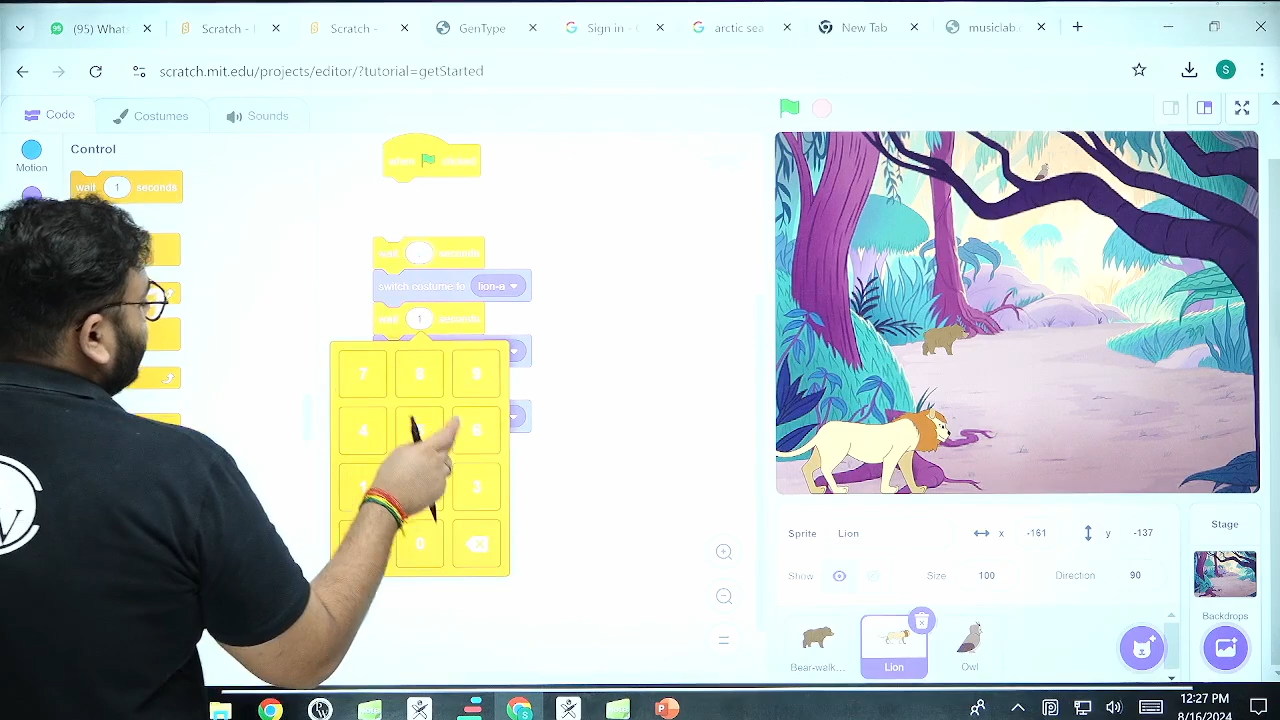 (95) Whats
Scratch -
Scratch -
GenType
Sign in -
arctic sea
New Tab
musiclab.
scratch.mit.edu/projects/editor/?tutorial=getStarted
S
Code
Costumes
Sounds
Motion
Control
wait 1 seconds
when clicked
wait seconds
switch costume to lion-a
wait 1 seconds
7 8 9
4 6
1 3
0
Sprite Lion x -161 y -137
Show Size 100 Direction 90
Stage
Backdrops
Bear-walk...
Lion
Owl
12:27 PM
8/16/2024